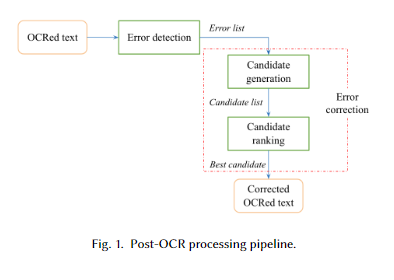 OCRed text
Error detection
Error list
Candidate
generation
Candidate list
Error
correction
Candidate
ranking
Best candidate
Corrected
OCRed text
Fig. 1. Post-OCR processing pipeline.